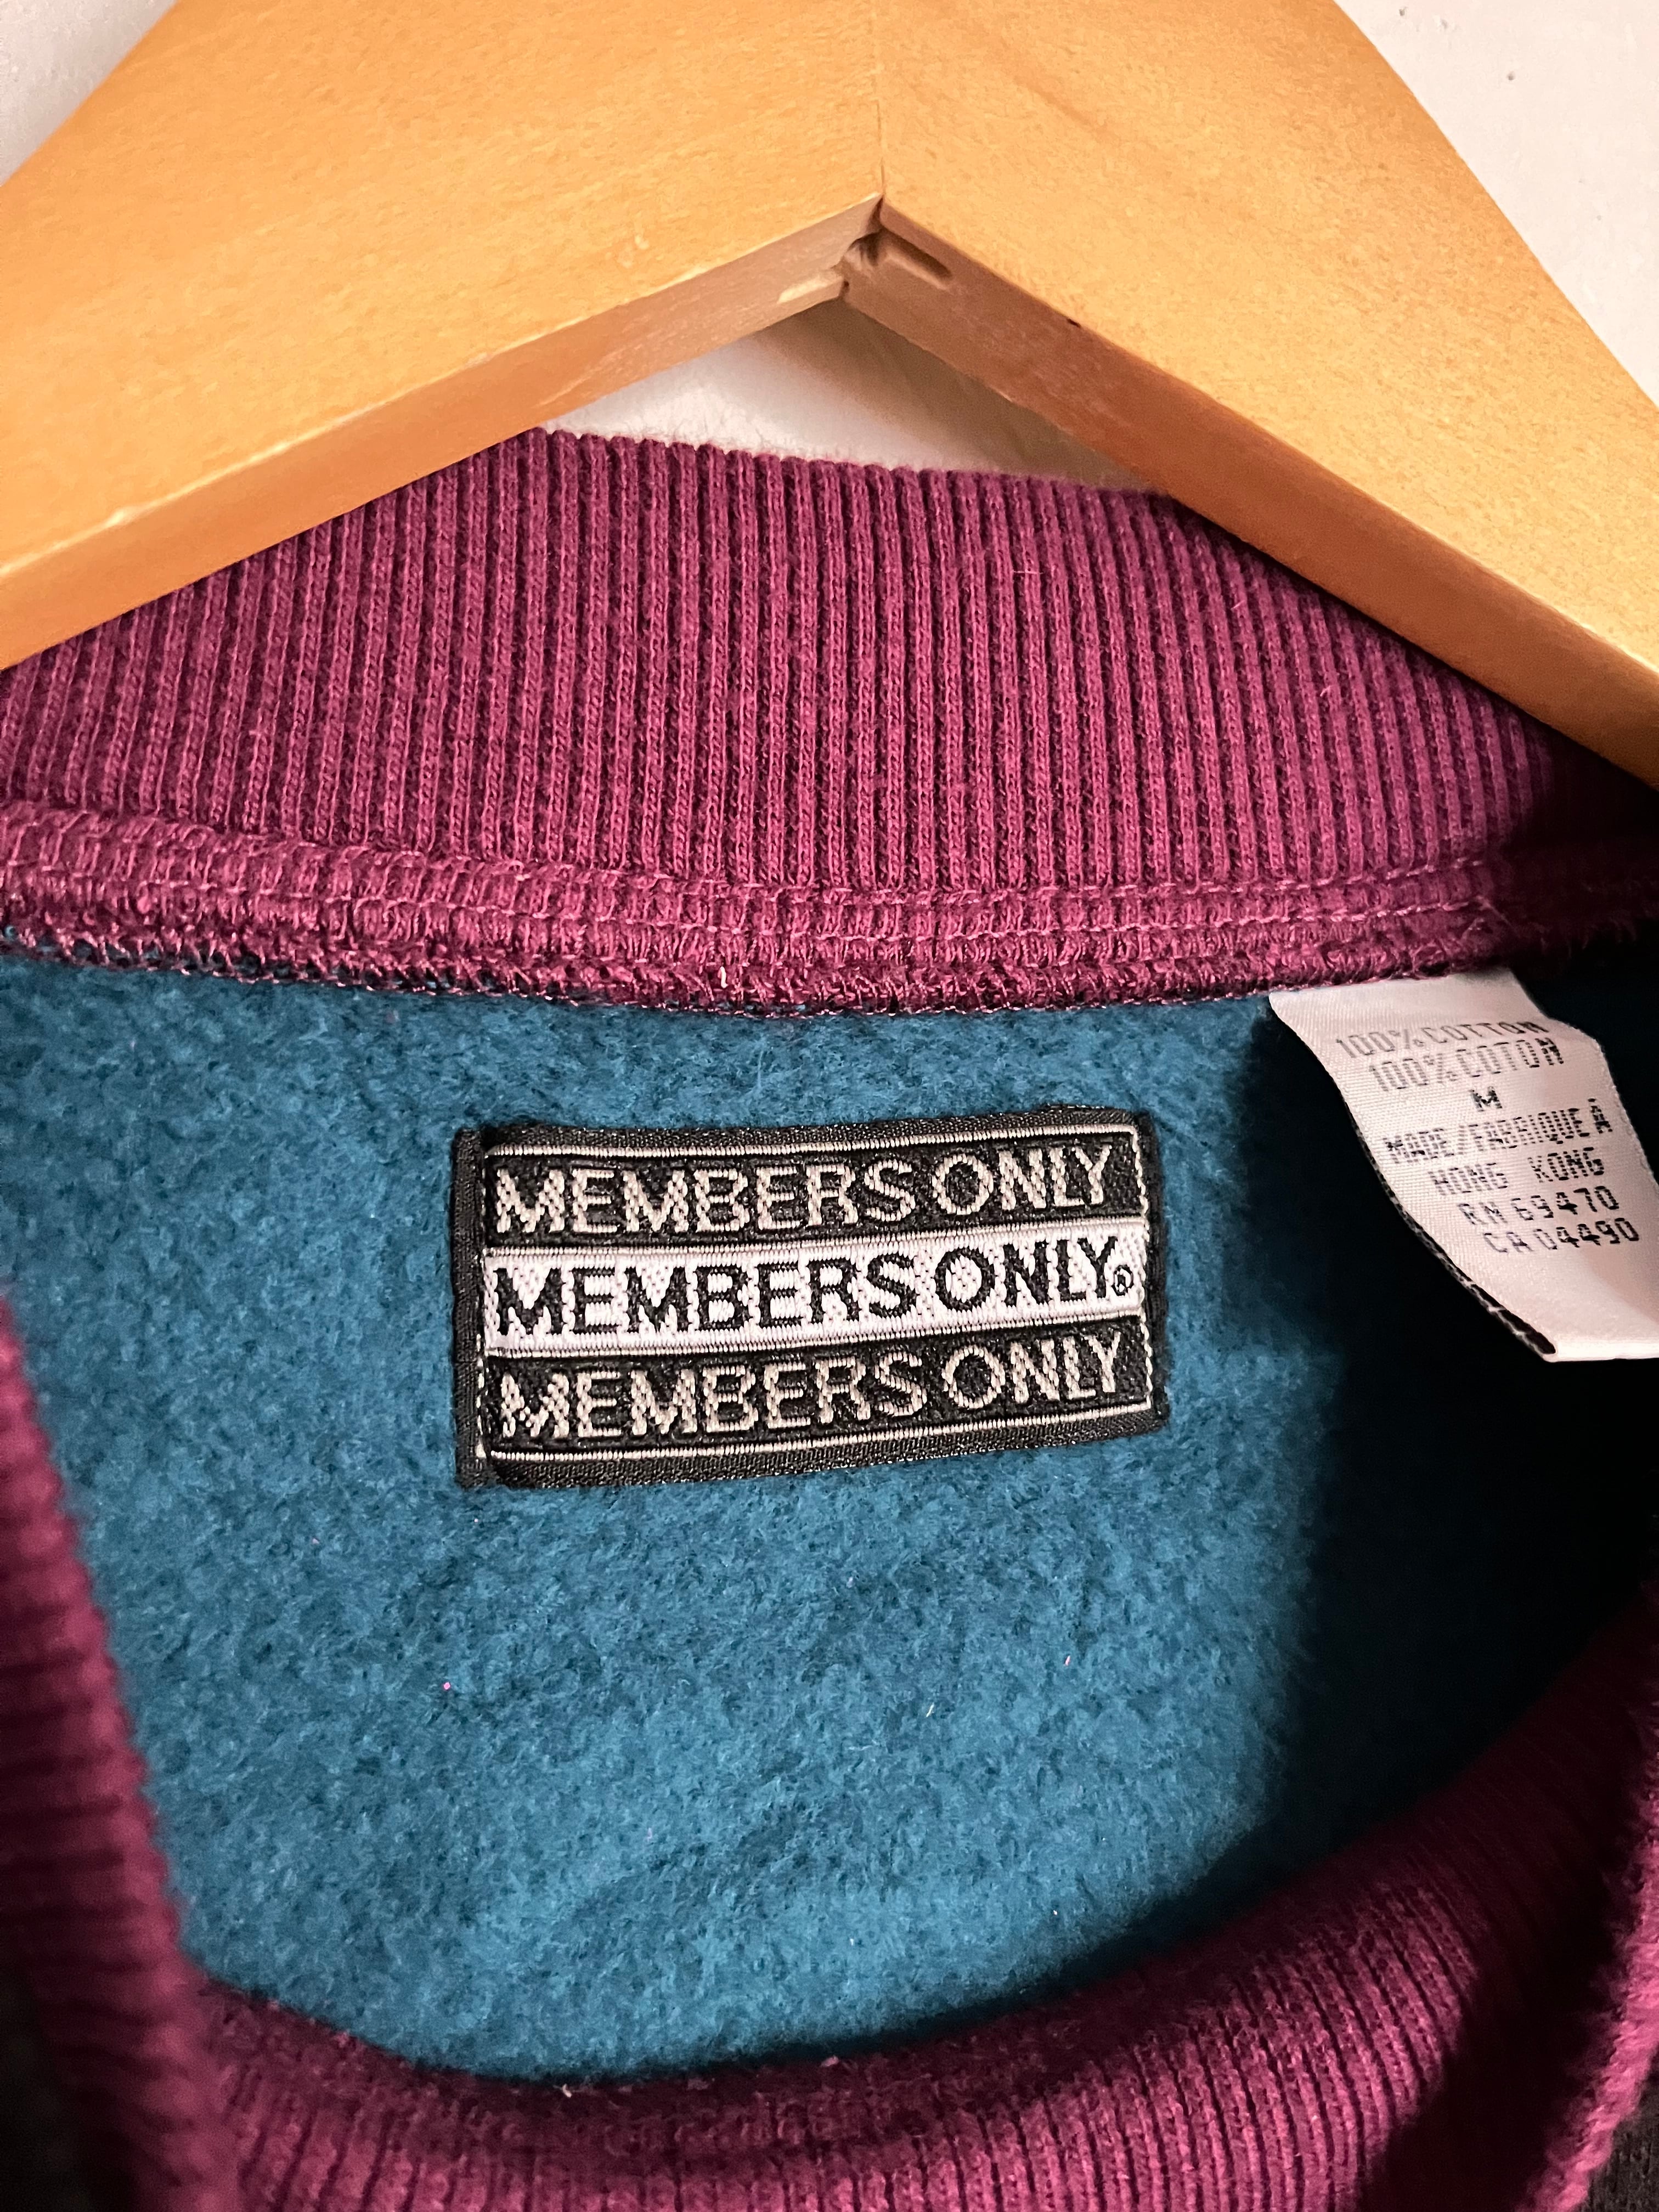 MEMBERS ONLY
MEMBERS ONLY®
MEMBERS ONLY
100% COTTON
100% COTON
M
MADE/FABRIQUE A
HONG KONG
RN 69470
CA 04490